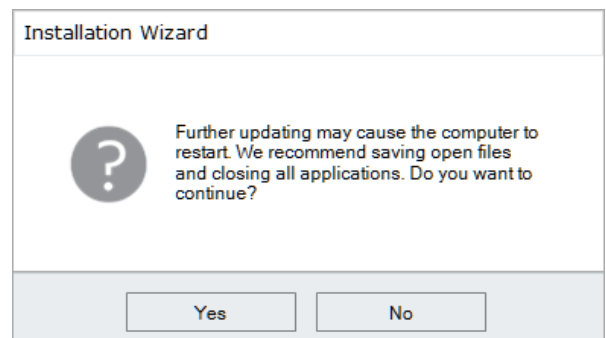 Installation Wizard
?
Further updating may cause the computer to
restart. We recommend saving open files
and closing all applications. Do you want to
continue?
Yes
No